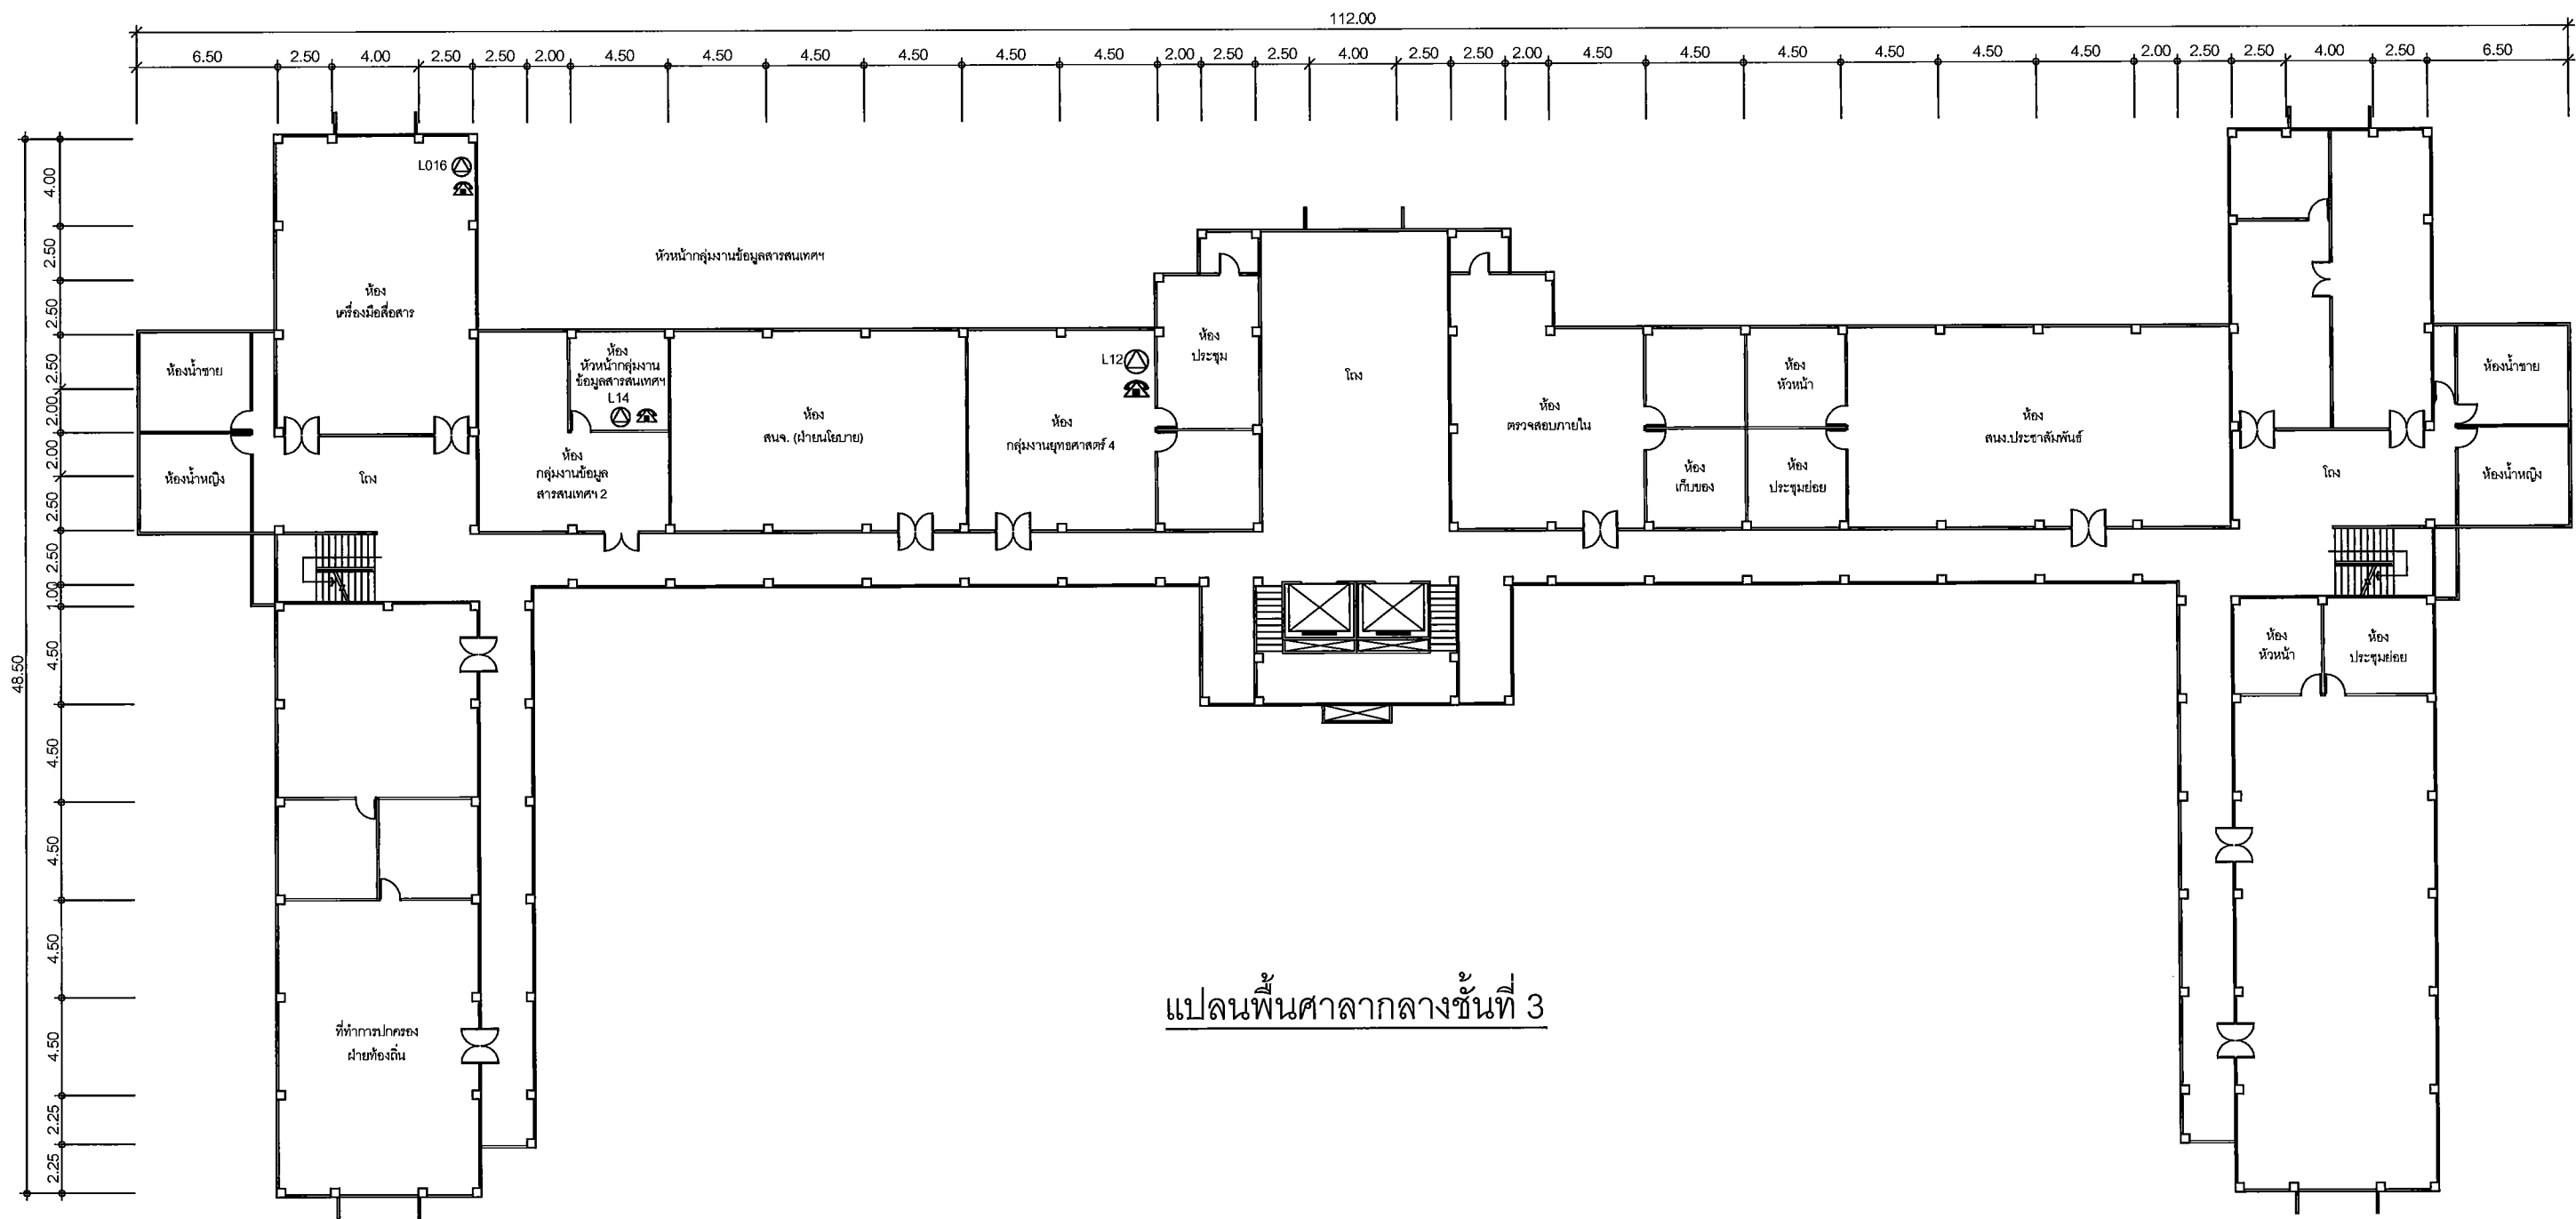 112.00
6.50 2.50 4.00 2.50 2.50 2.00 4.50 4.50 4.50 4.50 4.50 4.50 2.00 2.50 2.50 4.00 2.50 2.50 2.00 4.50 4.50 4.50 4.50 4.50 4.50 2.00 2.50 2.50 4.00 2.50 6.50
48.50
4.00
2.50
2.50
2.50
2.00
2.00
2.50
2.50
1.00
4.50
4.50
4.50
4.50
4.50
2.25
2.25
L016
ห้อง
เครื่องมือสื่อสาร
หัวหน้ากลุ่มงานข้อมูลสารสนเทศฯ
ห้องน้ำชาย
ห้องน้ำหญิง
โถง
ห้อง
หัวหน้ากลุ่มงาน
ข้อมูลสารสนเทศฯ
L14
ห้อง
กลุ่มงานข้อมูล
สารสนเทศฯ 2
ห้อง
สนจ. (ฝ่ายนโยบาย)
L12
ห้อง
กลุ่มงานยุทธศาสตร์ 4
ห้อง
ประชุม
โถง
ห้อง
ตรวจสอบภายใน
ห้อง
เก็บของ
ห้อง
หัวหน้า
ห้อง
ประชุมย่อย
ห้อง
สนง.ประชาสัมพันธ์
โถง
ห้องน้ำชาย
ห้องน้ำหญิง
ห้อง
หัวหน้า
ห้อง
ประชุมย่อย
ที่ทำการปกครอง
ฝ่ายท้องถิ่น
แปลนพื้นศาลากลางชั้นที่ 3